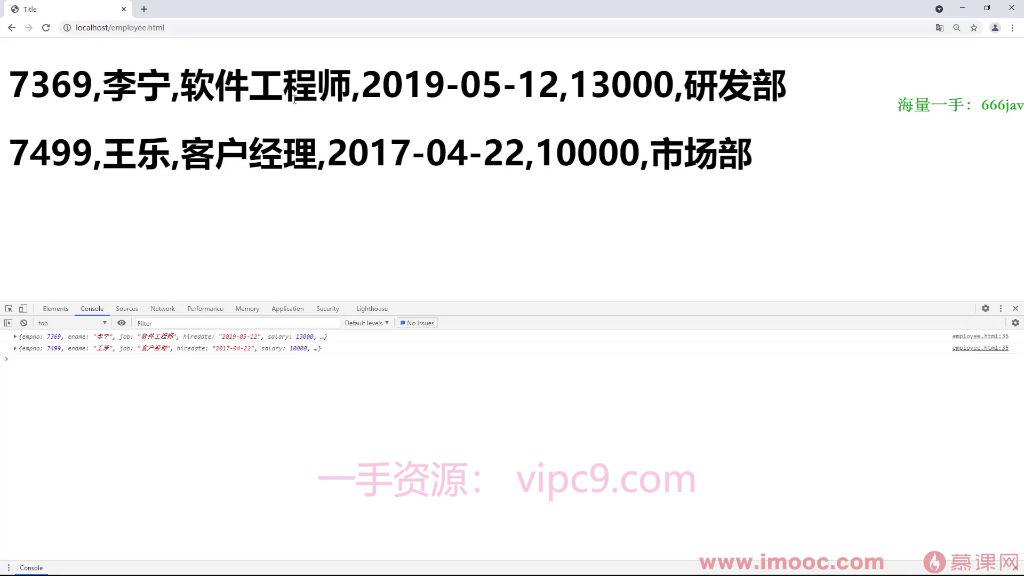 Title
localhost/employee.html
7369,李宁,软件工程师,2019-05-12,13000,研发部
海量一手：666jav
7499,王乐,客户经理,2017-04-22,10000,市场部
Elements Console Sources Network Performance Memory Application Security Lighthouse
top Filter Default levels No Issues
{empno: 7369, ename: "李宁", job: "软件工程师", hiredate: "2019-05-12", salary: 13000, …} employee.html:35
{empno: 7499, ename: "王乐", job: "客户经理", hiredate: "2017-04-22", salary: 10000, …} employee.html:35
一手资源： vipc9.com
www.imooc.com 慕课网
Console